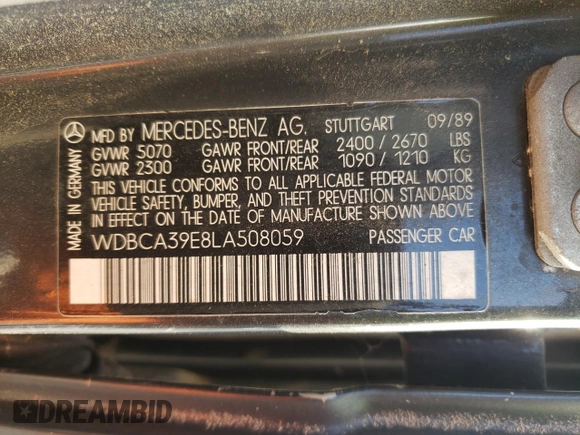 MADE IN GERMANY
MFD BY MERCEDES-BENZ AG. STUTTGART 09/89
GVWR 5070 GAWR FRONT/REAR 2400 / 2670 LBS
GVWR 2300 GAWR FRONT/REAR 1090 / 1210 KG
THIS VEHICLE CONFORMS TO ALL APPLICABLE FEDERAL MOTOR
VEHICLE SAFETY, BUMPER, AND THEFT PREVENTION STANDARDS
IN EFFECT ON THE DATE OF MANUFACTURE SHOWN ABOVE
WDBCA39E8LA508059 PASSENGER CAR
DREAMBID